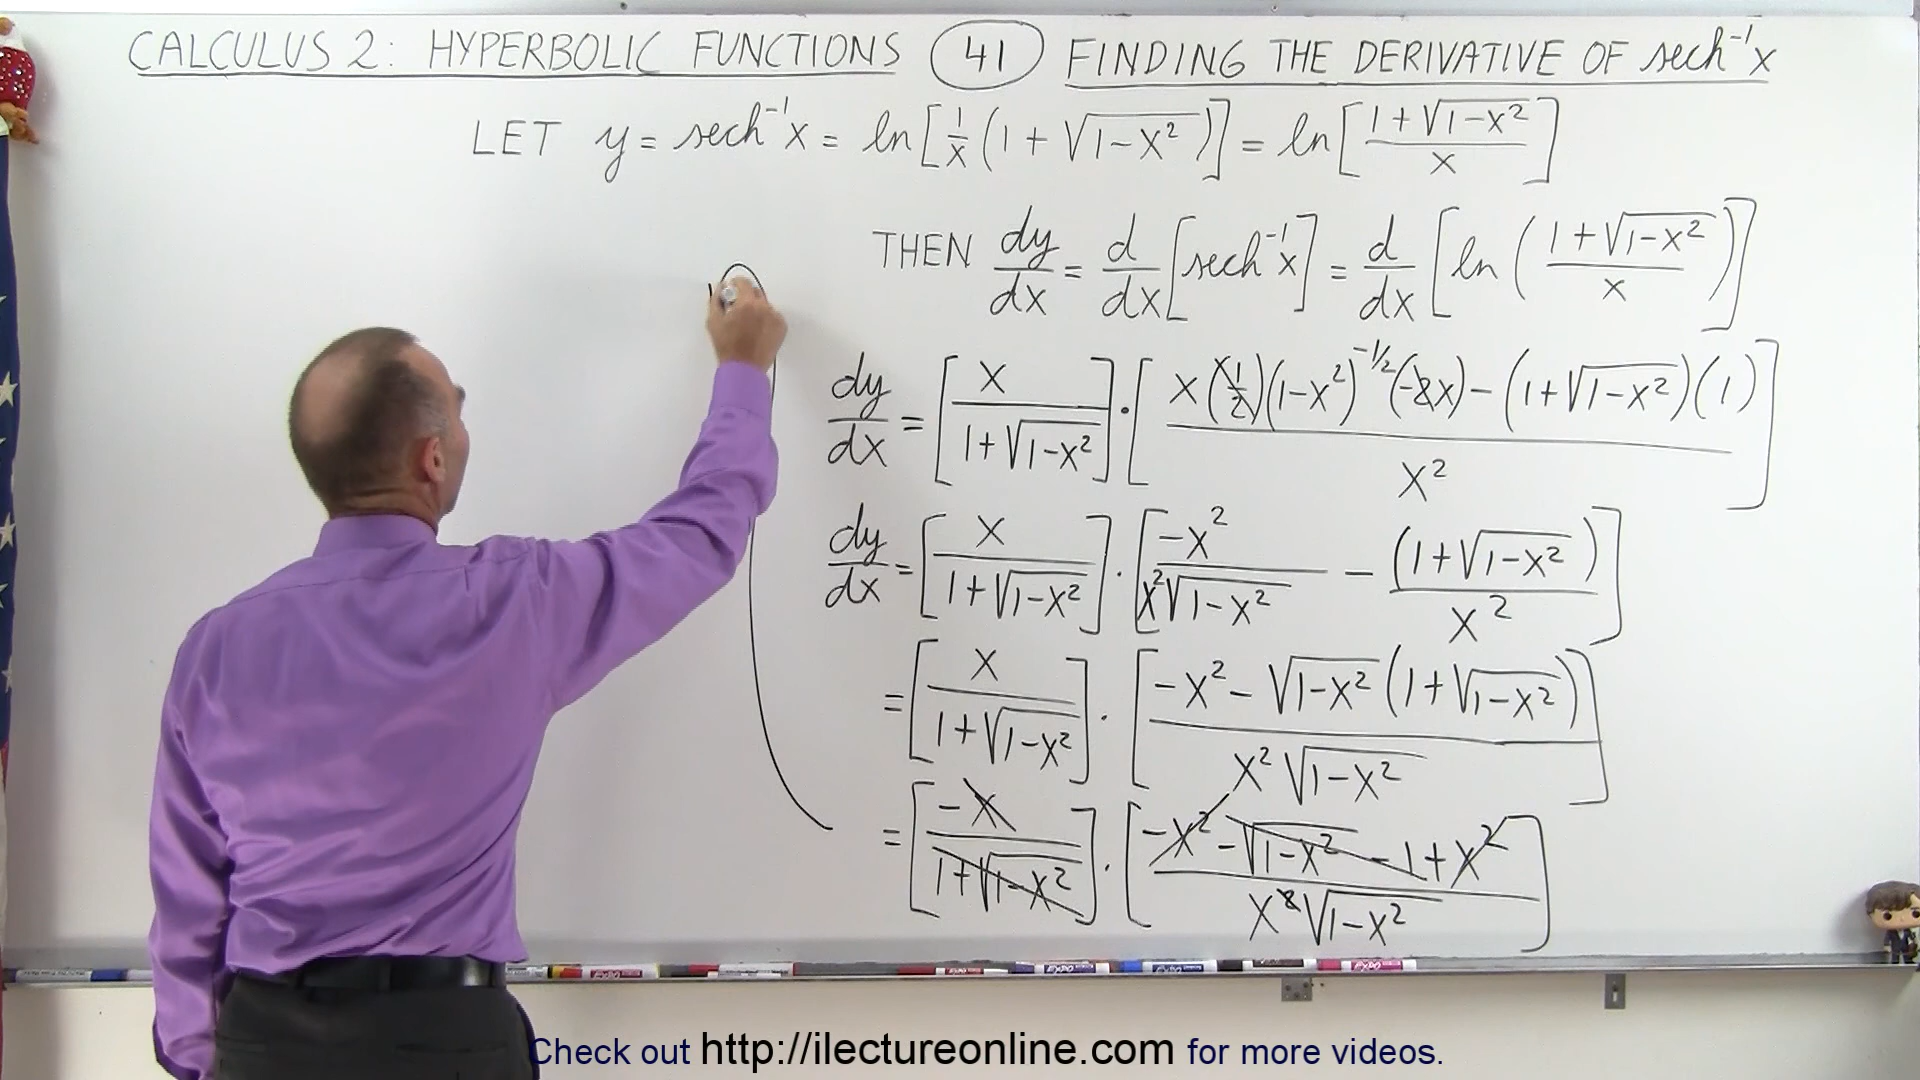 CALCULUS 2: HYPERBOLIC FUNCTIONS (41) FINDING THE DERIVATIVE OF sech⁻¹x
LET y = sech⁻¹x = ln[1/x (1 + √(1-x²))] = ln[(1+√(1-x²))/x]
THEN dy/dx = d/dx [sech⁻¹x] = d/dx [ln((1+√(1-x²))/x)]
dy/dx = [x/(1+√(1-x²))] · [(x(1/2)(1-x²)^(-1/2)(-2x) - (1+√(1-x²))(1))/x²]
dy/dx = [x/(1+√(1-x²))] · [-x²/(x²√(1-x²)) - (1+√(1-x²))/x²]
= [x/(1+√(1-x²))] · [(-x² - √(1-x²)(1+√(1-x²)))/(x²√(1-x²))]
= [-x/(1+√(1-x²))] · [(-x² - √(1-x²) - 1 + x²)/(x²√(1-x²))]
EXPO EXPO EXPO EXPO
Check out http://ilectureonline.com for more videos.